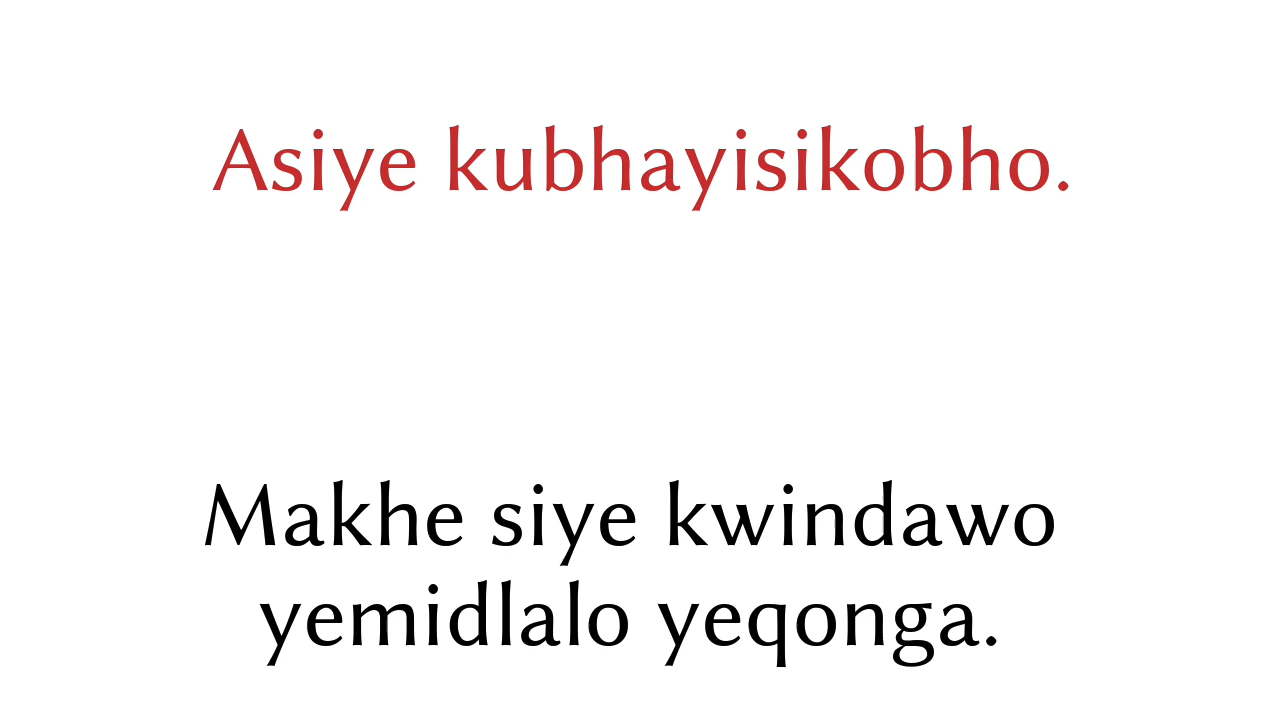 Asiye kubhayisikobho.
Makhe siye kwindawo
yemidlalo yeqonga.